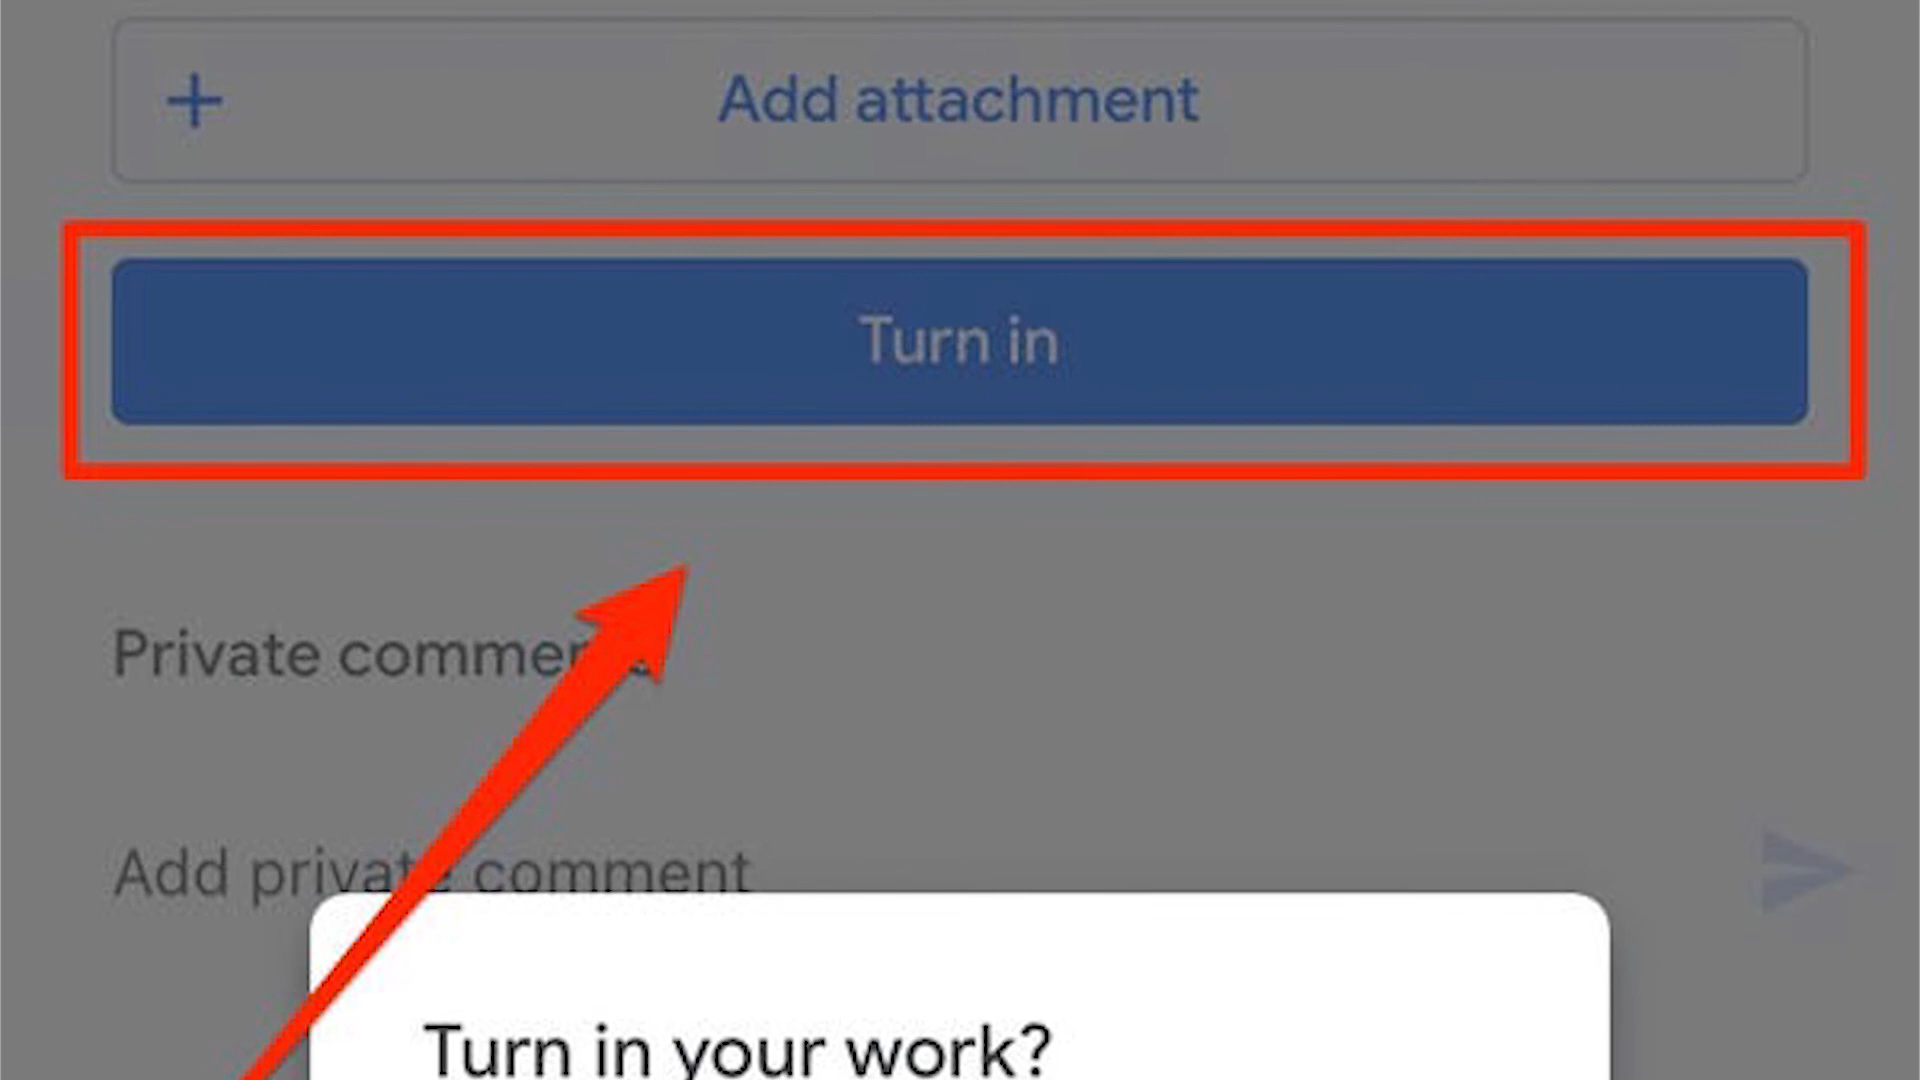 Add attachment
Turn in
Private comments
Add private comment
Turn in your work?